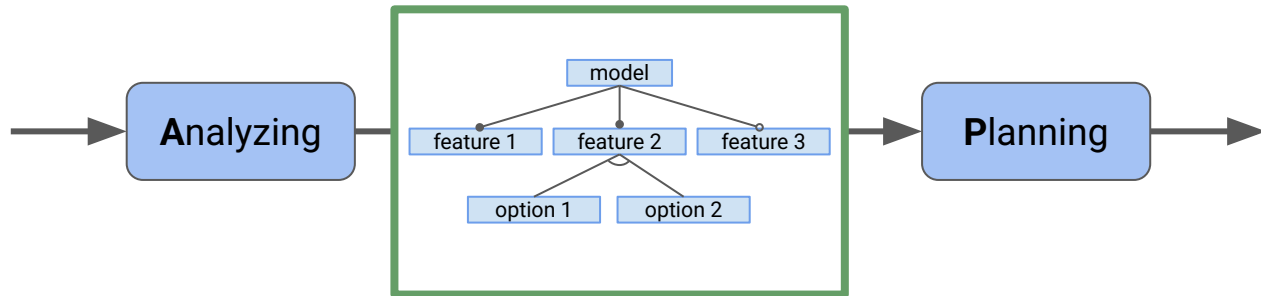 Analyzing
model
feature 1
feature 2
feature 3
option 1
option 2
Planning